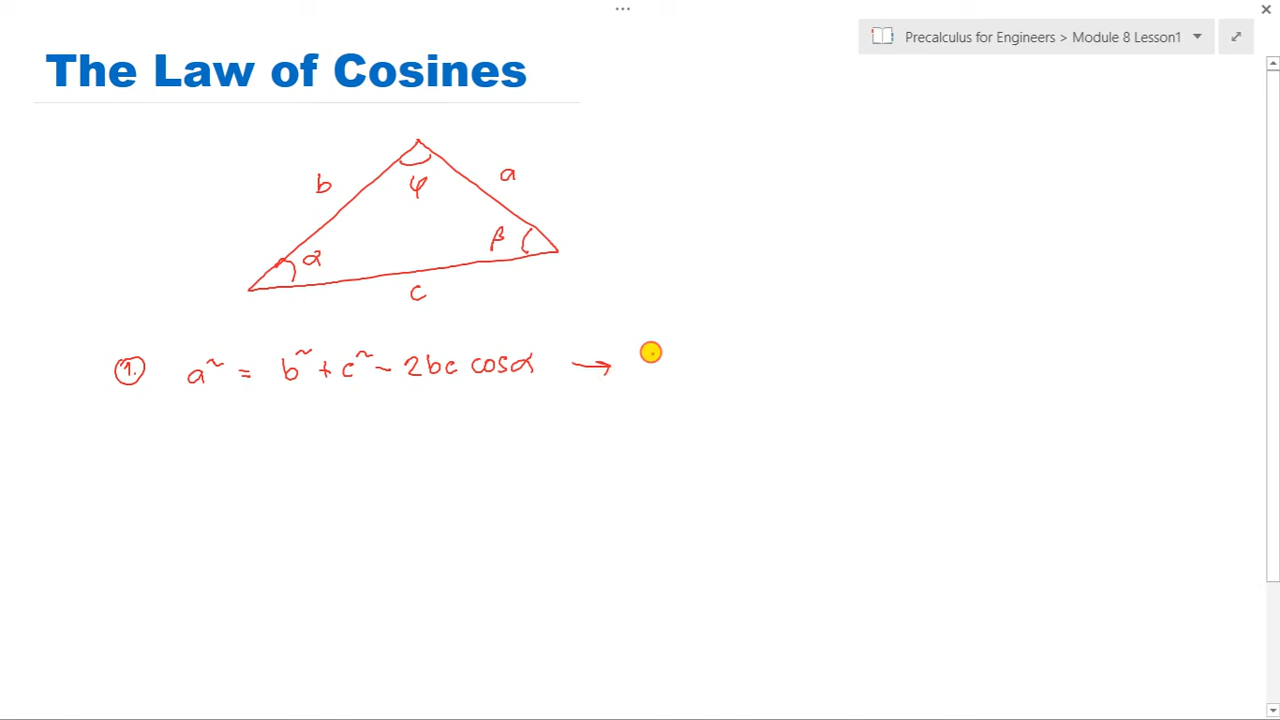 ...
Precalculus for Engineers > Module 8 Lesson1
The Law of Cosines
b
a
φ
β
α
c
1. a² = b² + c² - 2bc cosα →